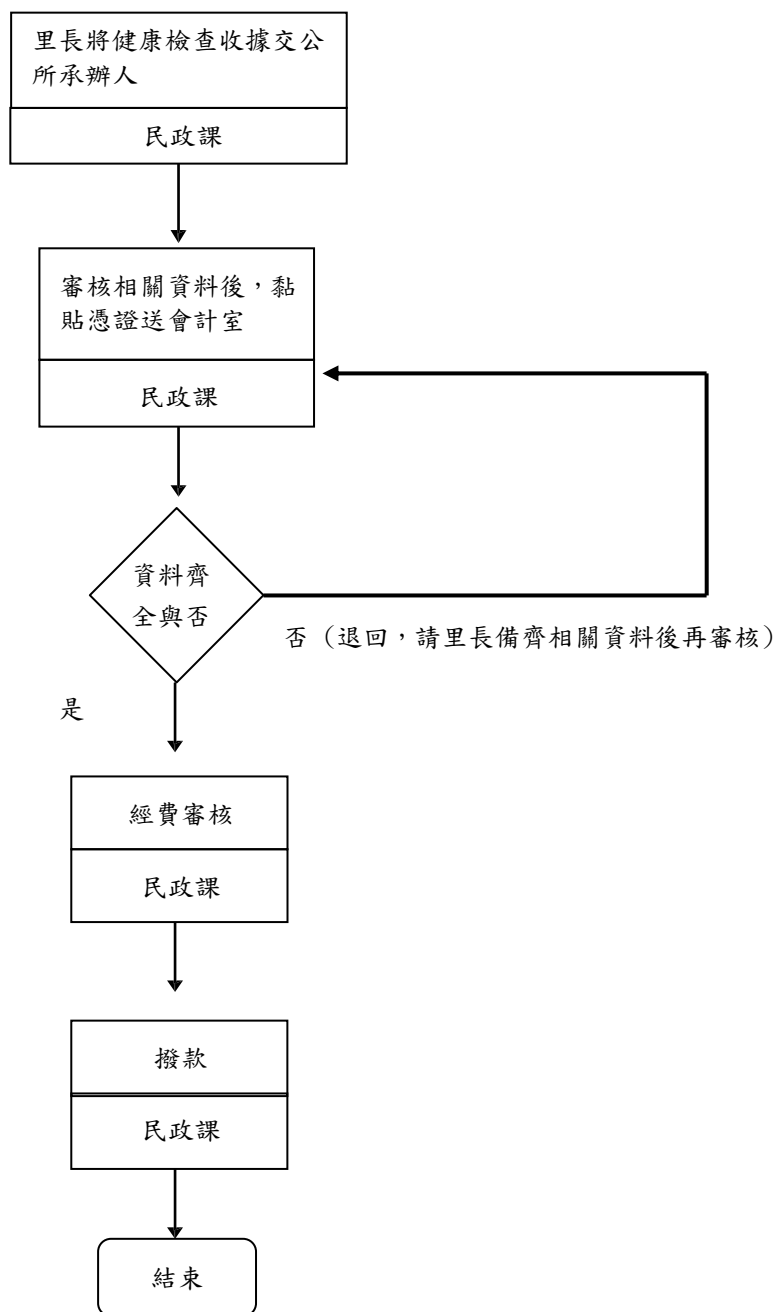 里長將健康檢查收據交公
所承辦人
民政課
審核相關資料後，黏
貼憑證送會計室
民政課
資料齊
全與否
否（退回，請里長備齊相關資料後再審核）
是
經費審核
民政課
撥款
民政課
結束